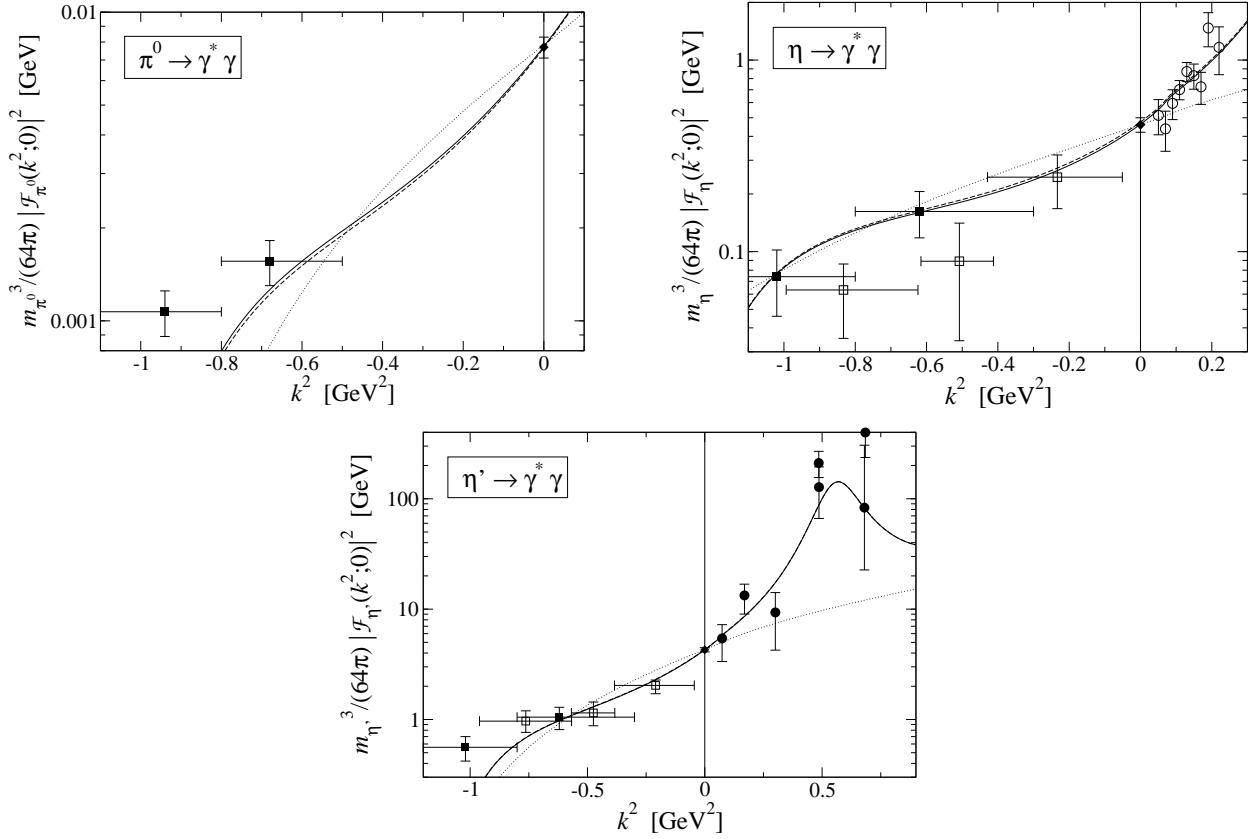 π⁰ → γ* γ
m_π⁰³/(64π) |ℱ_π⁰(k²;0)|² [GeV]
0.01
0.001
-1 -0.8 -0.6 -0.4 -0.2 0
k² [GeV²]
η → γ* γ
m_η³/(64π) |ℱ_η(k²;0)|² [GeV]
1
0.1
-1 -0.8 -0.6 -0.4 -0.2 0 0.2
k² [GeV²]
η' → γ* γ
m_η'³/(64π) |ℱ_η'(k²;0)|² [GeV]
100
10
1
-1 -0.5 0 0.5
k² [GeV²]